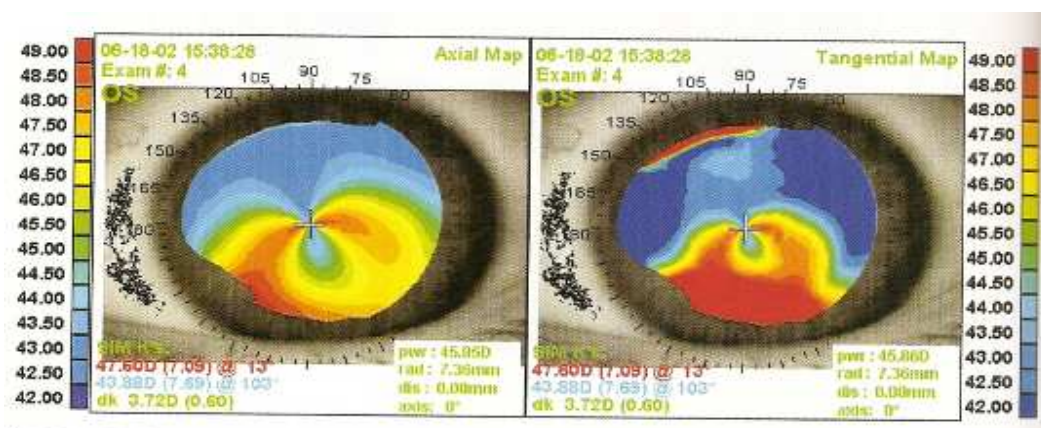 49.00
48.50
48.00
47.50
47.00
46.50
46.00
45.50
45.00
44.50
44.00
43.50
43.00
42.50
42.00
06-18-02 15:38:28 Axial Map
Exam #: 4
OS
105 90 75
120
135
150
165
180
SIM K'S:
47.60D (7.09) @ 13°
43.88D (7.69) @ 103°
dk 3.72D (0.60)
pwr : 45.85D
rad : 7.36mm
dis : 0.00mm
axis: 0°
06-18-02 15:38:28 Tangential Map
Exam #: 4
OS
105 90 75
120
135
150
165
180
SIM K'S:
47.60D (7.09) @ 13°
43.88D (7.69) @ 103°
dk 3.72D (0.60)
pwr : 45.86D
rad : 7.36mm
dis : 0.00mm
axis: 0°
49.00
48.50
48.00
47.50
47.00
46.50
46.00
45.50
45.00
44.50
44.00
43.50
43.00
42.50
42.00